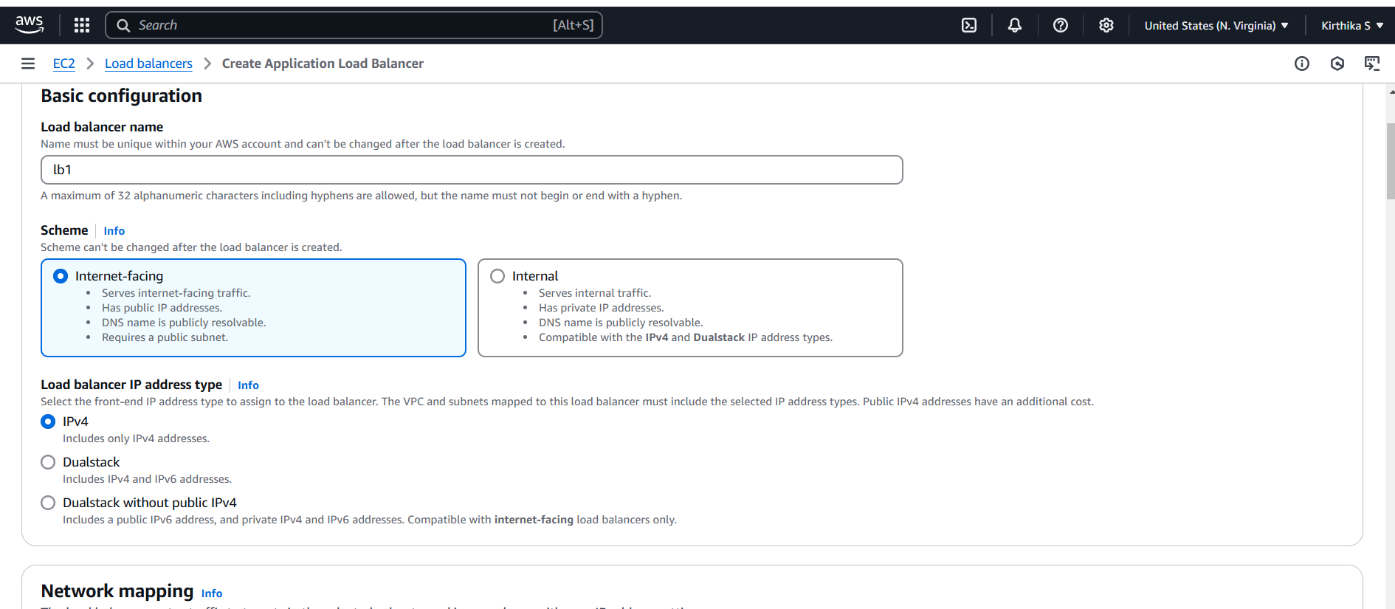 aws
Search [Alt+S] United States (N. Virginia) Kirthika S
EC2 Load balancers Create Application Load Balancer
Basic configuration
Load balancer name
Name must be unique within your AWS account and can't be changed after the load balancer is created.
lb1
A maximum of 32 alphanumeric characters including hyphens are allowed, but the name must not begin or end with a hyphen.
Scheme Info
Scheme can't be changed after the load balancer is created.
Internet-facing
• Serves internet-facing traffic.
• Has public IP addresses.
• DNS name is publicly resolvable.
• Requires a public subnet.
Internal
• Serves internal traffic.
• Has private IP addresses.
• DNS name is publicly resolvable.
• Compatible with the IPv4 and Dualstack IP address types.
Load balancer IP address type Info
Select the front-end IP address type to assign to the load balancer. The VPC and subnets mapped to this load balancer must include the selected IP address types. Public IPv4 addresses have an additional cost.
IPv4
Includes only IPv4 addresses.
Dualstack
Includes IPv4 and IPv6 addresses.
Dualstack without public IPv4
Includes a public IPv6 address, and private IPv4 and IPv6 addresses. Compatible with internet-facing load balancers only.
Network mapping Info